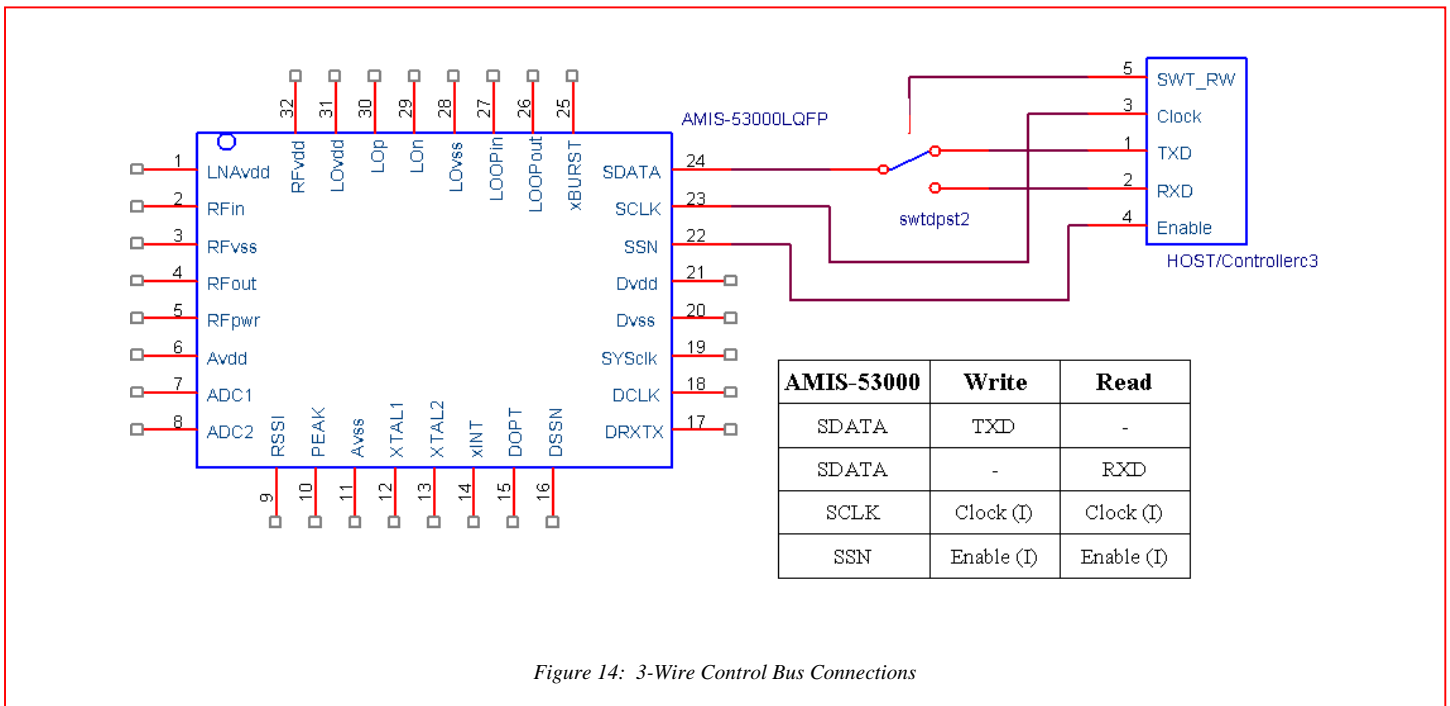 32
31
30
29
28
27
26
25
RFvdd
LOvdd
LOp
LOn
LOvss
LOOPin
LOOPout
xBURST
AMIS-53000LQFP
1 LNAvdd
2 RFin
3 RFvss
4 RFout
5 RFpwr
6 Avdd
7 ADC1
8 ADC2
SDATA 24
SCLK 23
SSN 22
Dvdd 21
Dvss 20
SYSclk 19
DCLK 18
DRXTX 17
RSSI
PEAK
Avss
XTAL1
XTAL2
xINT
DOPT
DSSN
9
10
11
12
13
14
15
16
swtdpst2
5 SWT_RW
3 Clock
1 TXD
2 RXD
4 Enable
HOST/Controllerc3
AMIS-53000 Write Read
SDATA TXD -
SDATA - RXD
SCLK Clock (I) Clock (I)
SSN Enable (I) Enable (I)
Figure 14: 3-Wire Control Bus Connections